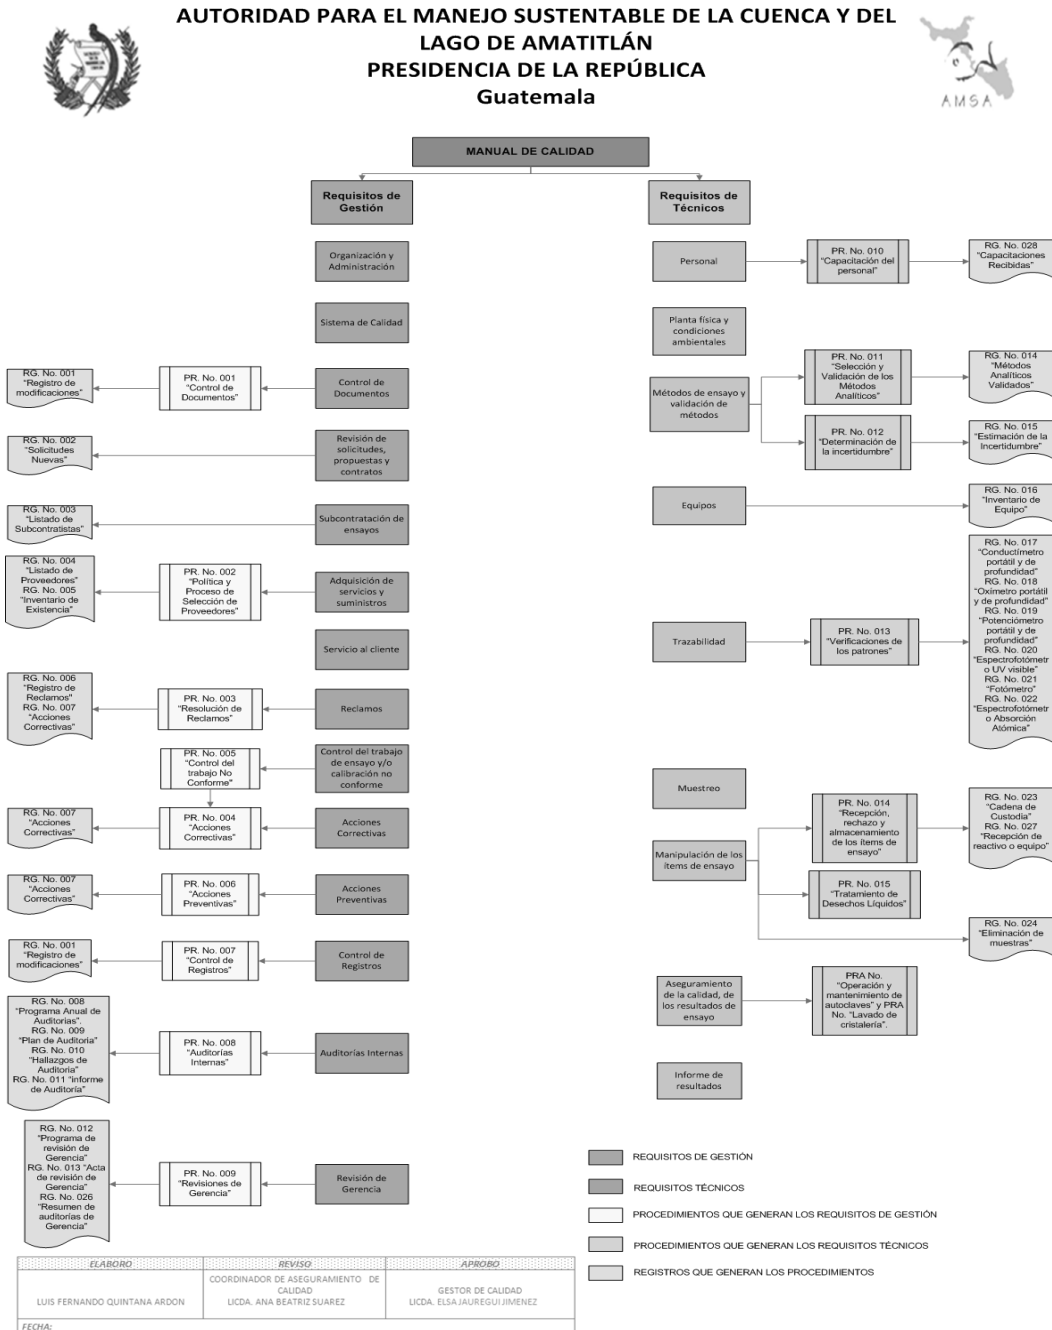 AUTORIDAD PARA EL MANEJO SUSTENTABLE DE LA CUENCA Y DEL
LAGO DE AMATITLÁN
PRESIDENCIA DE LA REPÚBLICA
Guatemala
AMSA
MANUAL DE CALIDAD
Requisitos de
Gestión
Requisitos de
Técnicos
Organización y
Administración
Sistema de Calidad
RG. No. 001
"Registro de
modificaciones"
PR. No. 001
"Control de
Documentos"
Control de
Documentos
RG. No. 002
"Solicitudes
Nuevas"
Revisión de
solicitudes,
propuestas y
contratos
RG. No. 003
"Listado de
Subcontratistas"
Subcontratación de
ensayos
RG. No. 004
"Listado de
Proveedores"
RG. No. 005
"Inventario de
Existencia"
PR. No. 002
"Política y
Proceso de
Selección de
Proveedores"
Adquisición de
servicios y
suministros
Servicio al cliente
RG. No. 006
"Registro de
Reclamos"
RG. No. 007
"Acciones
Correctivas"
PR. No. 003
"Resolución de
Reclamos"
Reclamos
PR. No. 005
"Control del
trabajo No
Conforme"
Control del trabajo
de ensayo y/o
calibración no
conforme
RG. No. 007
"Acciones
Correctivas"
PR. No. 004
"Acciones
Correctivas"
Acciones
Correctivas
RG. No. 007
"Acciones
Correctivas"
PR. No. 006
"Acciones
Preventivas"
Acciones
Preventivas
RG. No. 001
"Registro de
modificaciones"
PR. No. 007
"Control de
Registros"
Control de
Registros
RG. No. 008
"Programa Anual de
Auditorias".
RG. No. 009
"Plan de Auditoria"
RG. No. 010
"Hallazgos de
Auditoria"
RG. No. 011 "informe
de Auditoría"
PR. No. 008
"Auditorías
Internas"
Auditorías Internas
RG. No. 012
"Programa de
revisión de
Gerencia"
RG. No. 013 "Acta
de revisión de
Gerencia"
RG. No. 026
"Resumen de
auditorías de
Gerencia"
PR. No. 009
"Revisiones de
Gerencia"
Revisión de
Gerencia
Personal
PR. No. 010
"Capacitación del
personal"
RG. No. 028
"Capacitaciones
Recibidas"
Planta física y
condiciones
ambientales
Métodos de ensayo y
validación de
métodos
PR. No. 011
"Selección y
Validación de los
Métodos
Analíticos"
RG. No. 014
"Métodos
Analíticos
Validados"
PR. No. 012
"Determinación de
la incertidumbre"
RG. No. 015
"Estimación de la
Incertidumbre"
Equipos
RG. No. 016
"Inventario de
Equipo"
Trazabilidad
PR. No. 013
"Verificaciones de
los patrones"
RG. No. 017
"Conductímetro
portátil y de
profundidad"
RG. No. 018
"Oxímetro portátil
y de profundidad"
RG. No. 019
"Potenciómetro
portátil y de
profundidad"
RG. No. 020
"Espectrofotómetr
o UV visible"
RG. No. 021
"Fotómetro"
RG. No. 022
"Espectrofotómetr
o Absorción
Atómica"
Muestreo
Manipulación de los
ítems de ensayo
PR. No. 014
"Recepción,
rechazo y
almacenamiento
de los ítems de
ensayo"
RG. No. 023
"Cadena de
Custodia"
RG. No. 027
"Recepción de
reactivo o equipo"
PR. No. 015
"Tratamiento de
Desechos Líquidos"
RG. No. 024
"Eliminación de
muestras"
Aseguramiento
de la calidad, de
los resultados de
ensayo
PRA No.
"Operación y
mantenimiento de
autoclaves" y PRA
No. "Lavado de
cristalería".
Informe de
resultados
REQUISITOS DE GESTIÓN
REQUISITOS TÉCNICOS
PROCEDIMIENTOS QUE GENERAN LOS REQUISITOS DE GESTIÓN
PROCEDIMIENTOS QUE GENERAN LOS REQUISITOS TÉCNICOS
REGISTROS QUE GENERAN LOS PROCEDIMIENTOS
ELABORO
REVISO
APROBO
LUIS FERNANDO QUINTANA ARDON
COORDINADOR DE ASEGURAMIENTO DE
CALIDAD
LICDA. ANA BEATRIZ SUAREZ
GESTOR DE CALIDAD
LICDA. ELSA JAUREGUI JIMENEZ
FECHA: